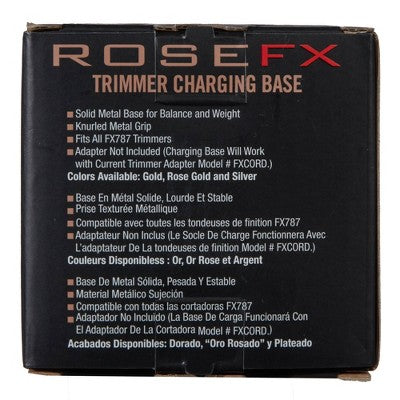 ROSEFX
TRIMMER CHARGING BASE
Solid Metal Base for Balance and Weight
Knurled Metal Grip
Fits All FX787 Trimmers
Adapter Not Included (Charging Base Will Work
with Current Trimmer Adapter Model # FXCORD.)
Colors Available: Gold, Rose Gold and Silver
Base En Métal Solide, Lourde Et Stable
Prise Texturée Métallique
Compatible avec toutes les tondeuses de finition FX787
Adaptateur Non Inclus (Le Socle De Charge Fonctionnera Avec
L'adaptateur De La tondeuses de finition Model # FXCORD.)
Couleurs Disponibless : Or, Or Rose et Argent
Base De Metal Sólida, Pesada Y Estable
Material Metálico Sujeción
Compatible con todas las cortadoras FX787
Adaptador No Incluído (La Base De Carga Funcionará Con
El Adaptador De La Cortadora Model # FXCORD.)
Acabados Disponibles: Dorado, “Oro Rosado” y Plateado